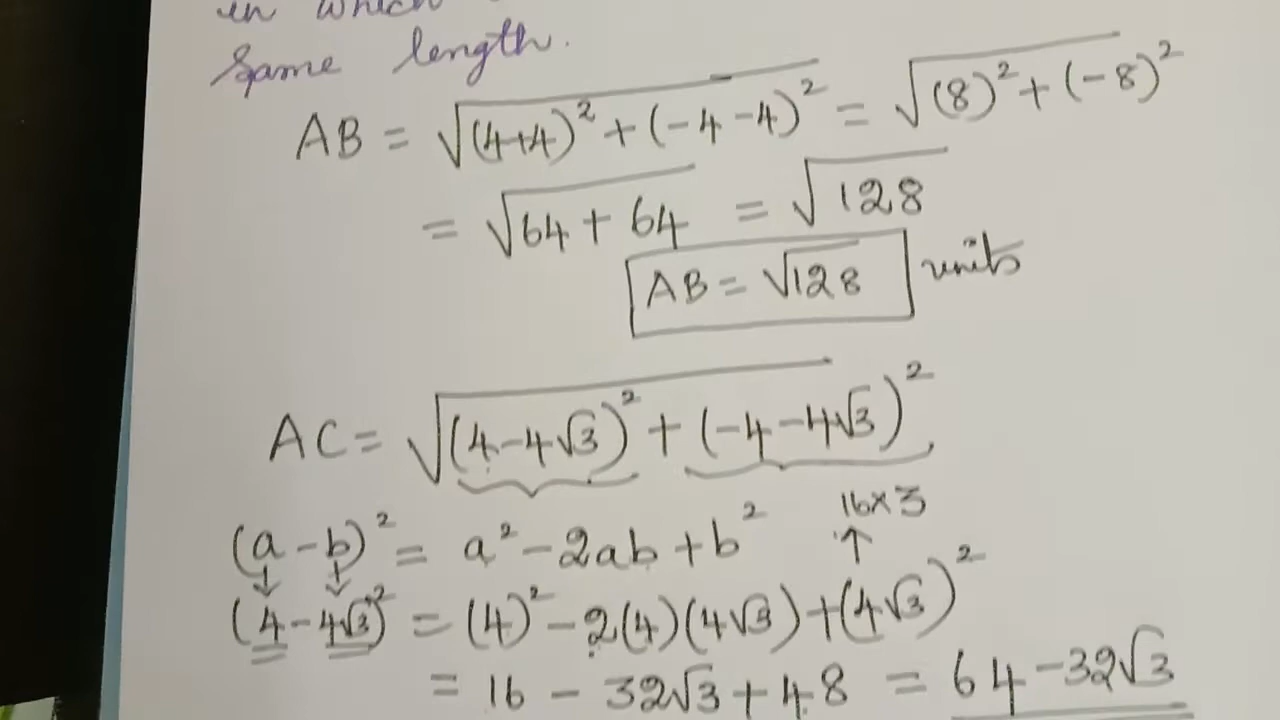 in which
same length.
AB = √(4+4)² + (-4-4)² = √(8)² + (-8)²
= √64 + 64 = √128
AB = √128 units
AC = √(4-4√3)² + (-4-4√3)²
16×3
(a-b)² = a² - 2ab + b²
(4-4√3)² = (4)² - 2(4)(4√3) + (4√3)²
= 16 - 32√3 + 48 = 64 - 32√3